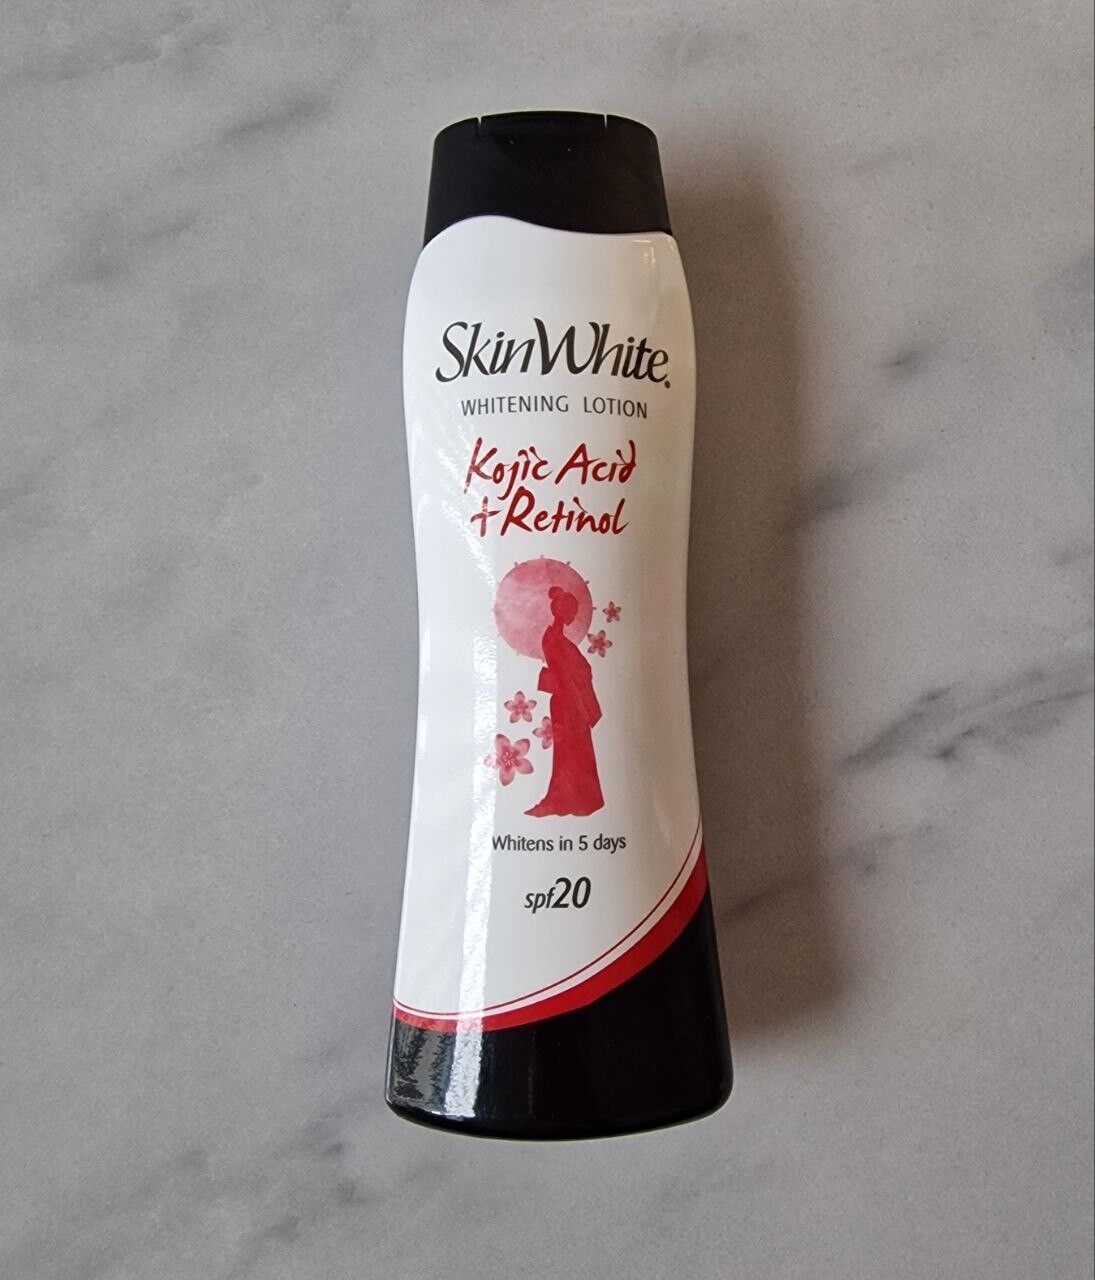 SkinWhite®
WHITENING LOTION
Kojic Acid
+Retinol
Whitens in 5 days
spf20